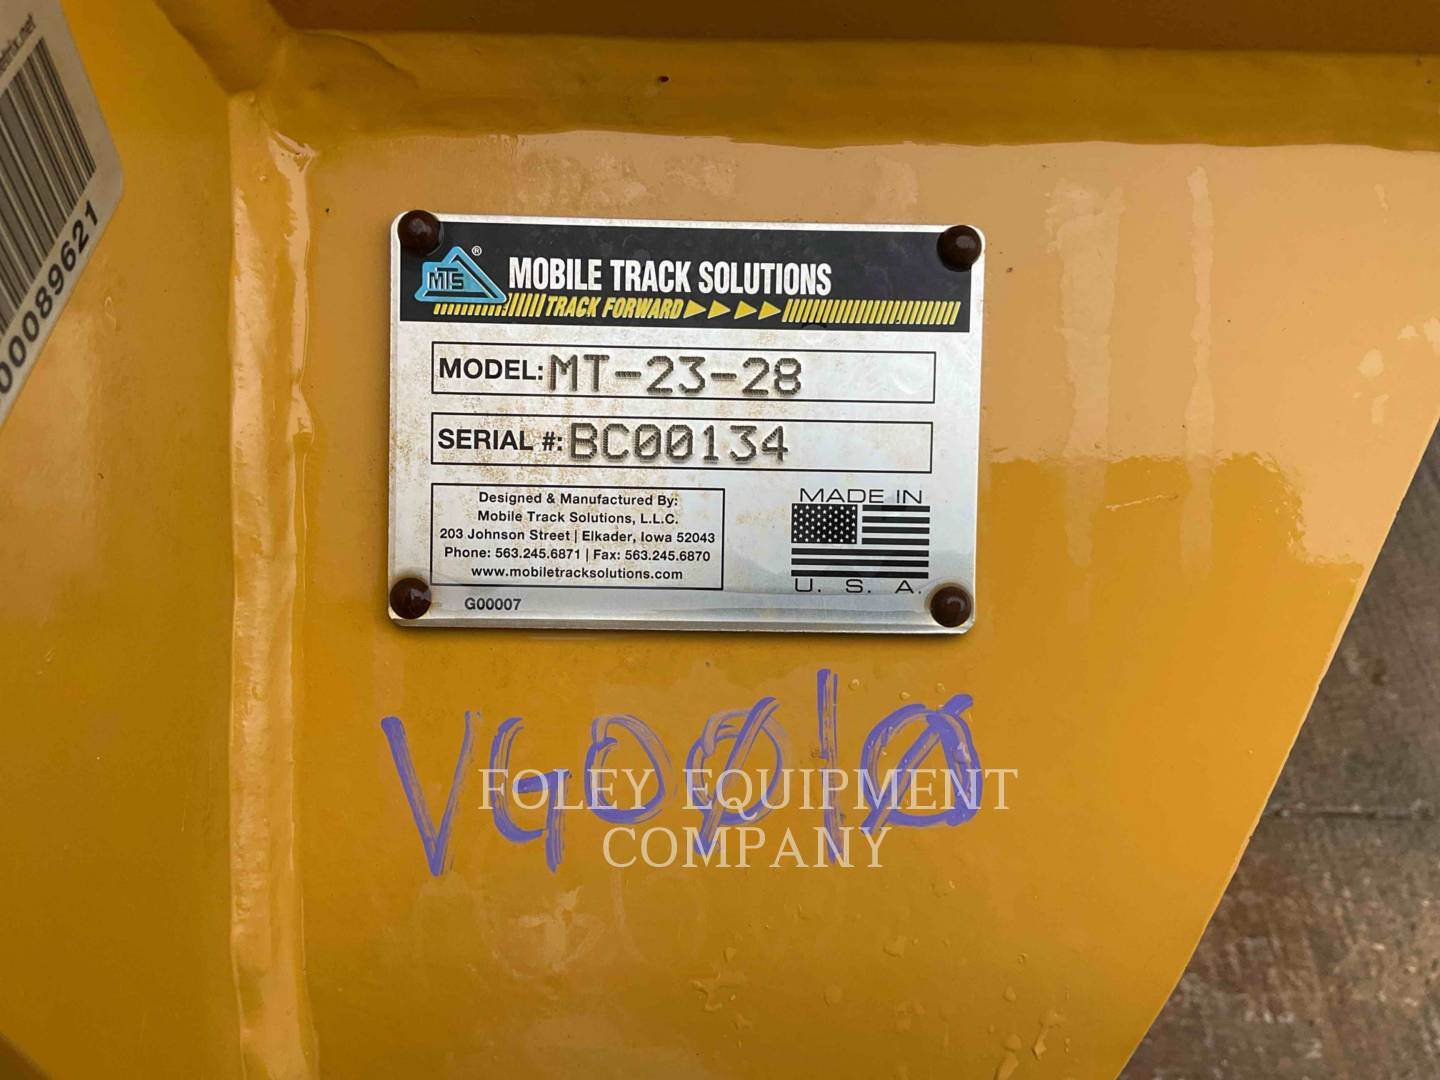 MTS® MOBILE TRACK SOLUTIONS
TRACK FORWARD
MODEL: MT-23-28
SERIAL #: BC00134
Designed & Manufactured By:
Mobile Track Solutions, L.L.C.
203 Johnson Street | Elkader, Iowa 52043
Phone: 563.245.6871 | Fax: 563.245.6870
www.mobiletracksolutions.com
G00007
MADE IN
U. S. A.
VG0010
FOLEY EQUIPMENT
COMPANY
00089621